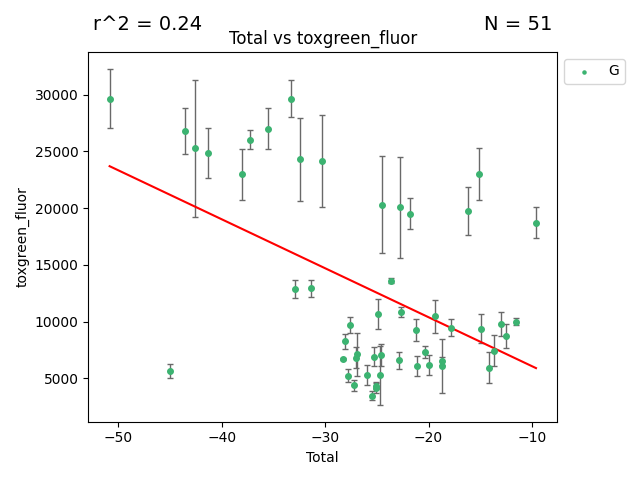 r^2 = 0.24
N = 51
Total vs toxgreen_fluor
G
30000
25000
20000
15000
10000
5000
toxgreen_fluor
−50
−40
−30
−20
−10
Total